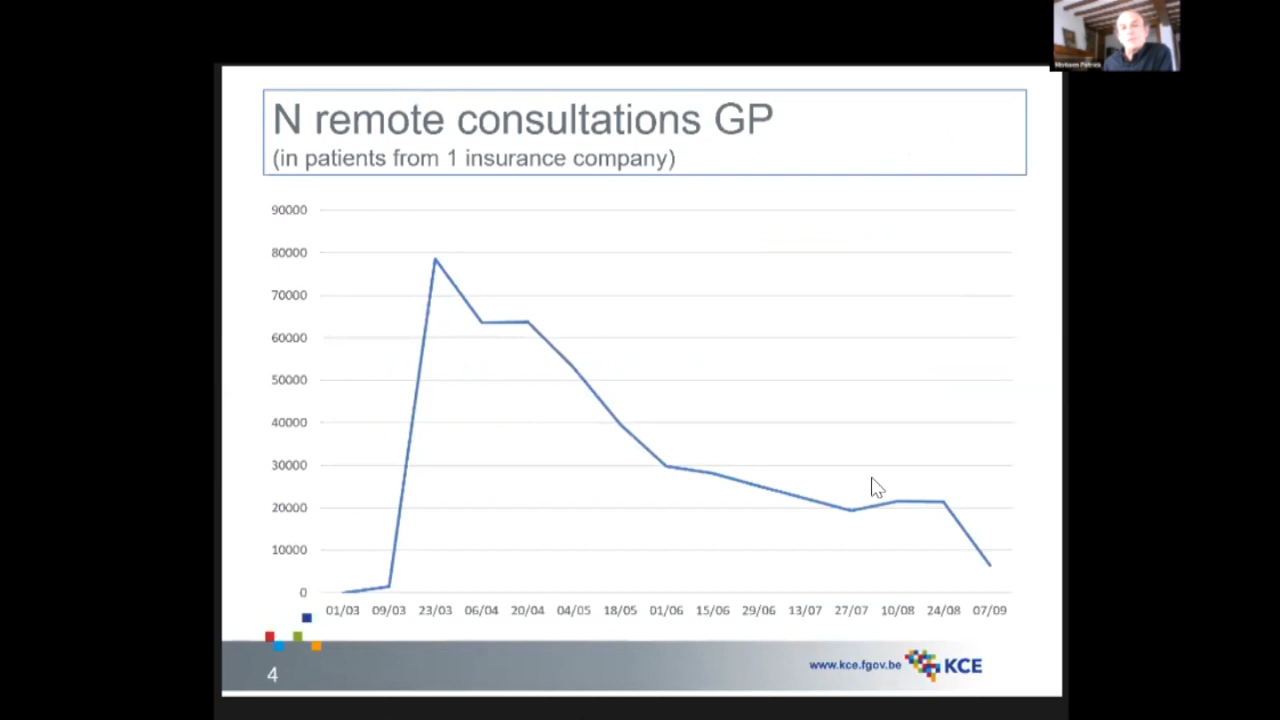 N remote consultations GP
(in patients from 1 insurance company)
90000
80000
70000
60000
50000
40000
30000
20000
10000
0
01/03 09/03 23/03 06/04 20/04 04/05 18/05 01/06 15/06 29/06 13/07 27/07 10/08 24/08 07/09
4
www.kce.fgov.be KCE